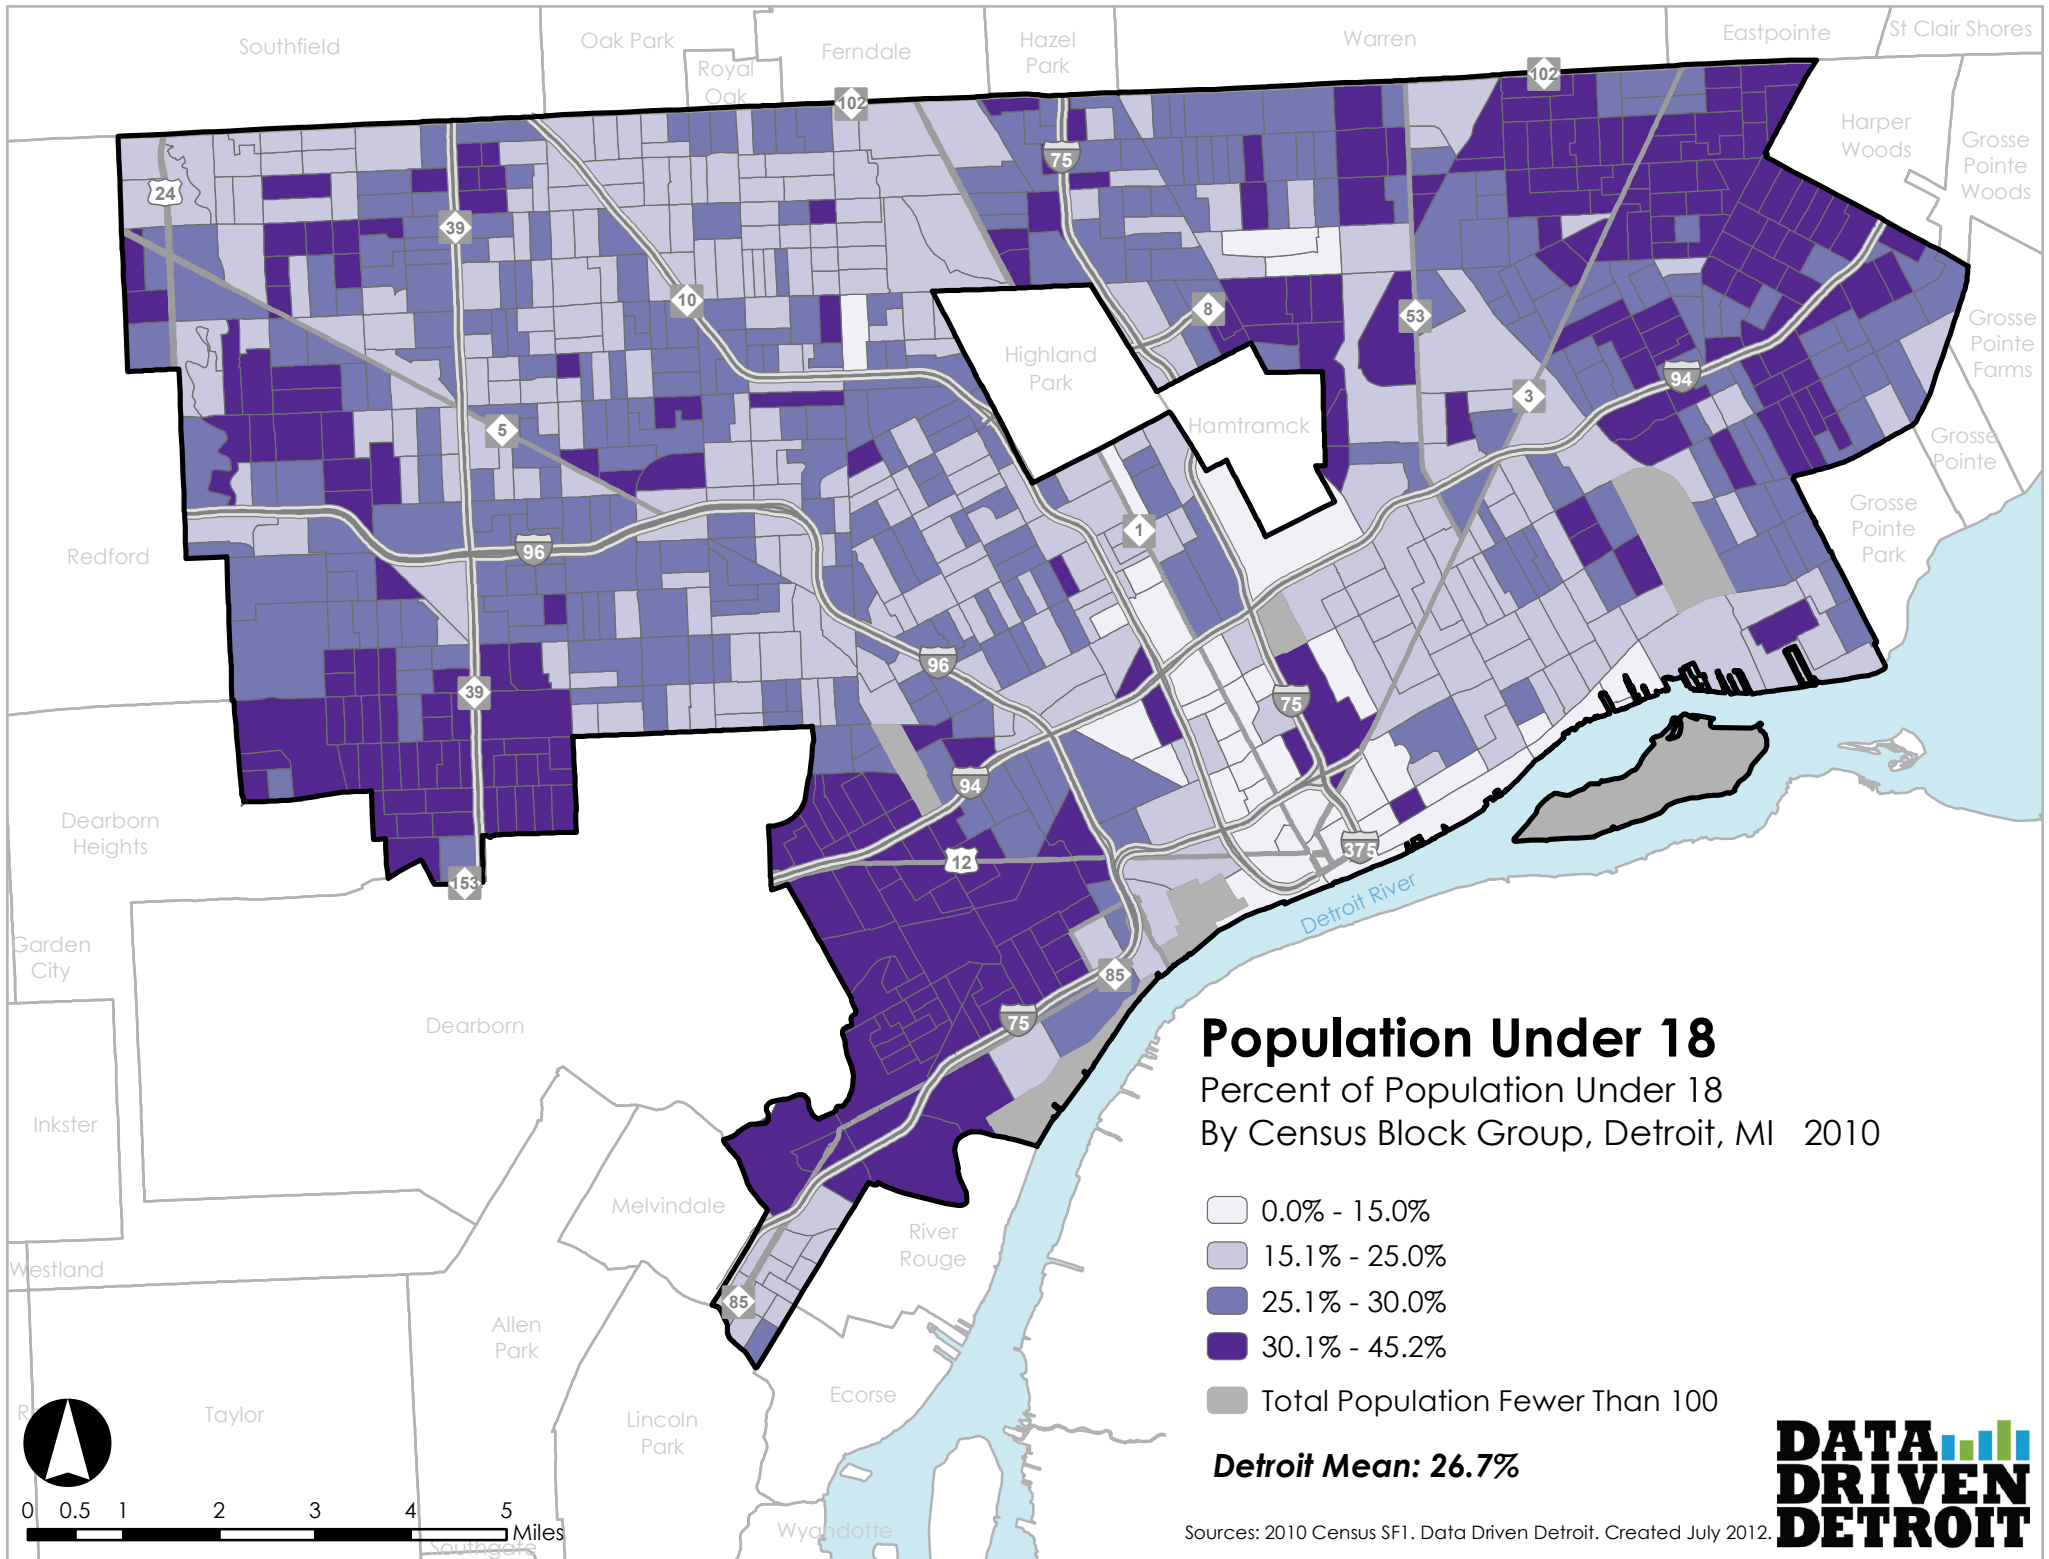 Southfield
Oak Park
Royal
Oak
Ferndale
Hazel
Park
Warren
Eastpointe
St Clair Shores
Harper
Woods
Grosse
Pointe
Woods
Grosse
Pointe
Farms
Grosse
Pointe
Grosse
Pointe
Park
Highland
Park
Hamtramck
Redford
Dearborn
Heights
Garden
City
Dearborn
Inkster
Westland
Melvindale
River
Rouge
Allen
Park
Taylor
Lincoln
Park
Ecorse
Wyandotte
Southgate
Detroit River
102
102
24
39
75
10
8
53
5
3
94
1
96
96
39
75
94
12
375
153
85
75
85
Population Under 18
Percent of Population Under 18
By Census Block Group, Detroit, MI 2010
0.0% - 15.0%
15.1% - 25.0%
25.1% - 30.0%
30.1% - 45.2%
Total Population Fewer Than 100
Detroit Mean: 26.7%
0 0.5 1 2 3 4 5
Miles
Sources: 2010 Census SF1. Data Driven Detroit. Created July 2012.
DATA
DRIVEN
DETROIT